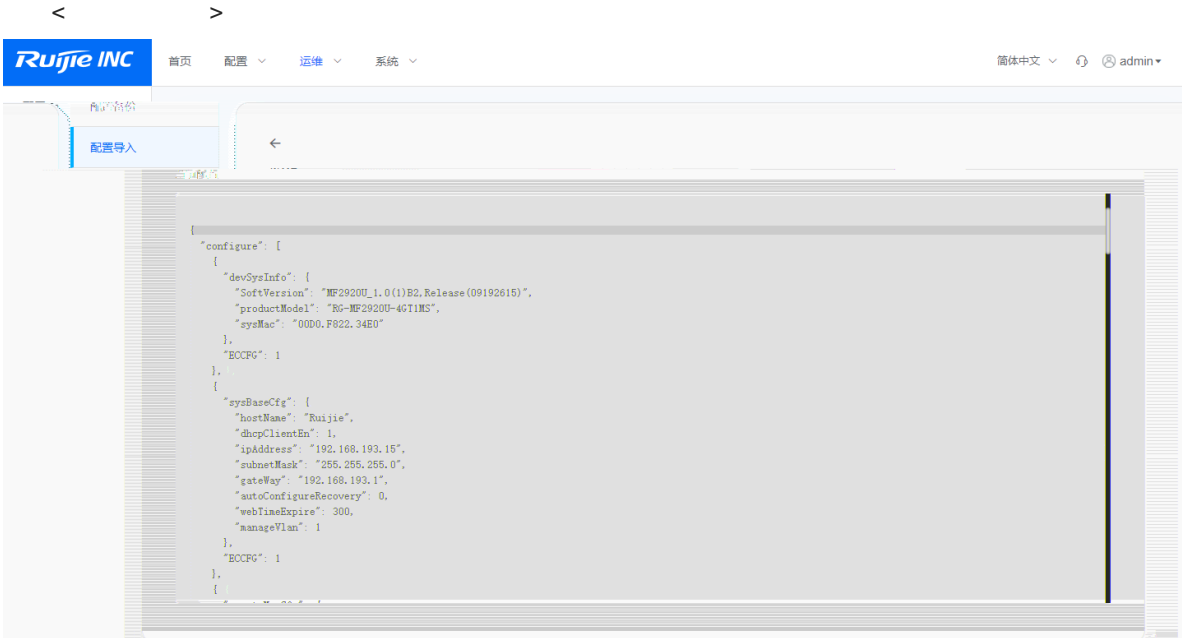 < >
Ruijie INC 首页 配置 运维 系统 简体中文 admin
配置导入
{
"configure": [
{
"devSysInfo": {
"SoftVersion": "MF2920U_1.0(1)B2,Release(09192615)",
"productModel": "RG-MF2920U-4GT1MS",
"sysMac": "00D0.F822.34E0"
},
"ECCFG": 1
},
{
"sysBaseCfg": {
"hostName": "Ruijie",
"dhcpClientEn": 1,
"ipAddress": "192.168.193.15",
"subnetMask": "255.255.255.0",
"gateWay": "192.168.193.1",
"autoConfigureRecovery": 0,
"webTimeExpire": 300,
"manageVlan": 1
},
"ECCFG": 1
},
{